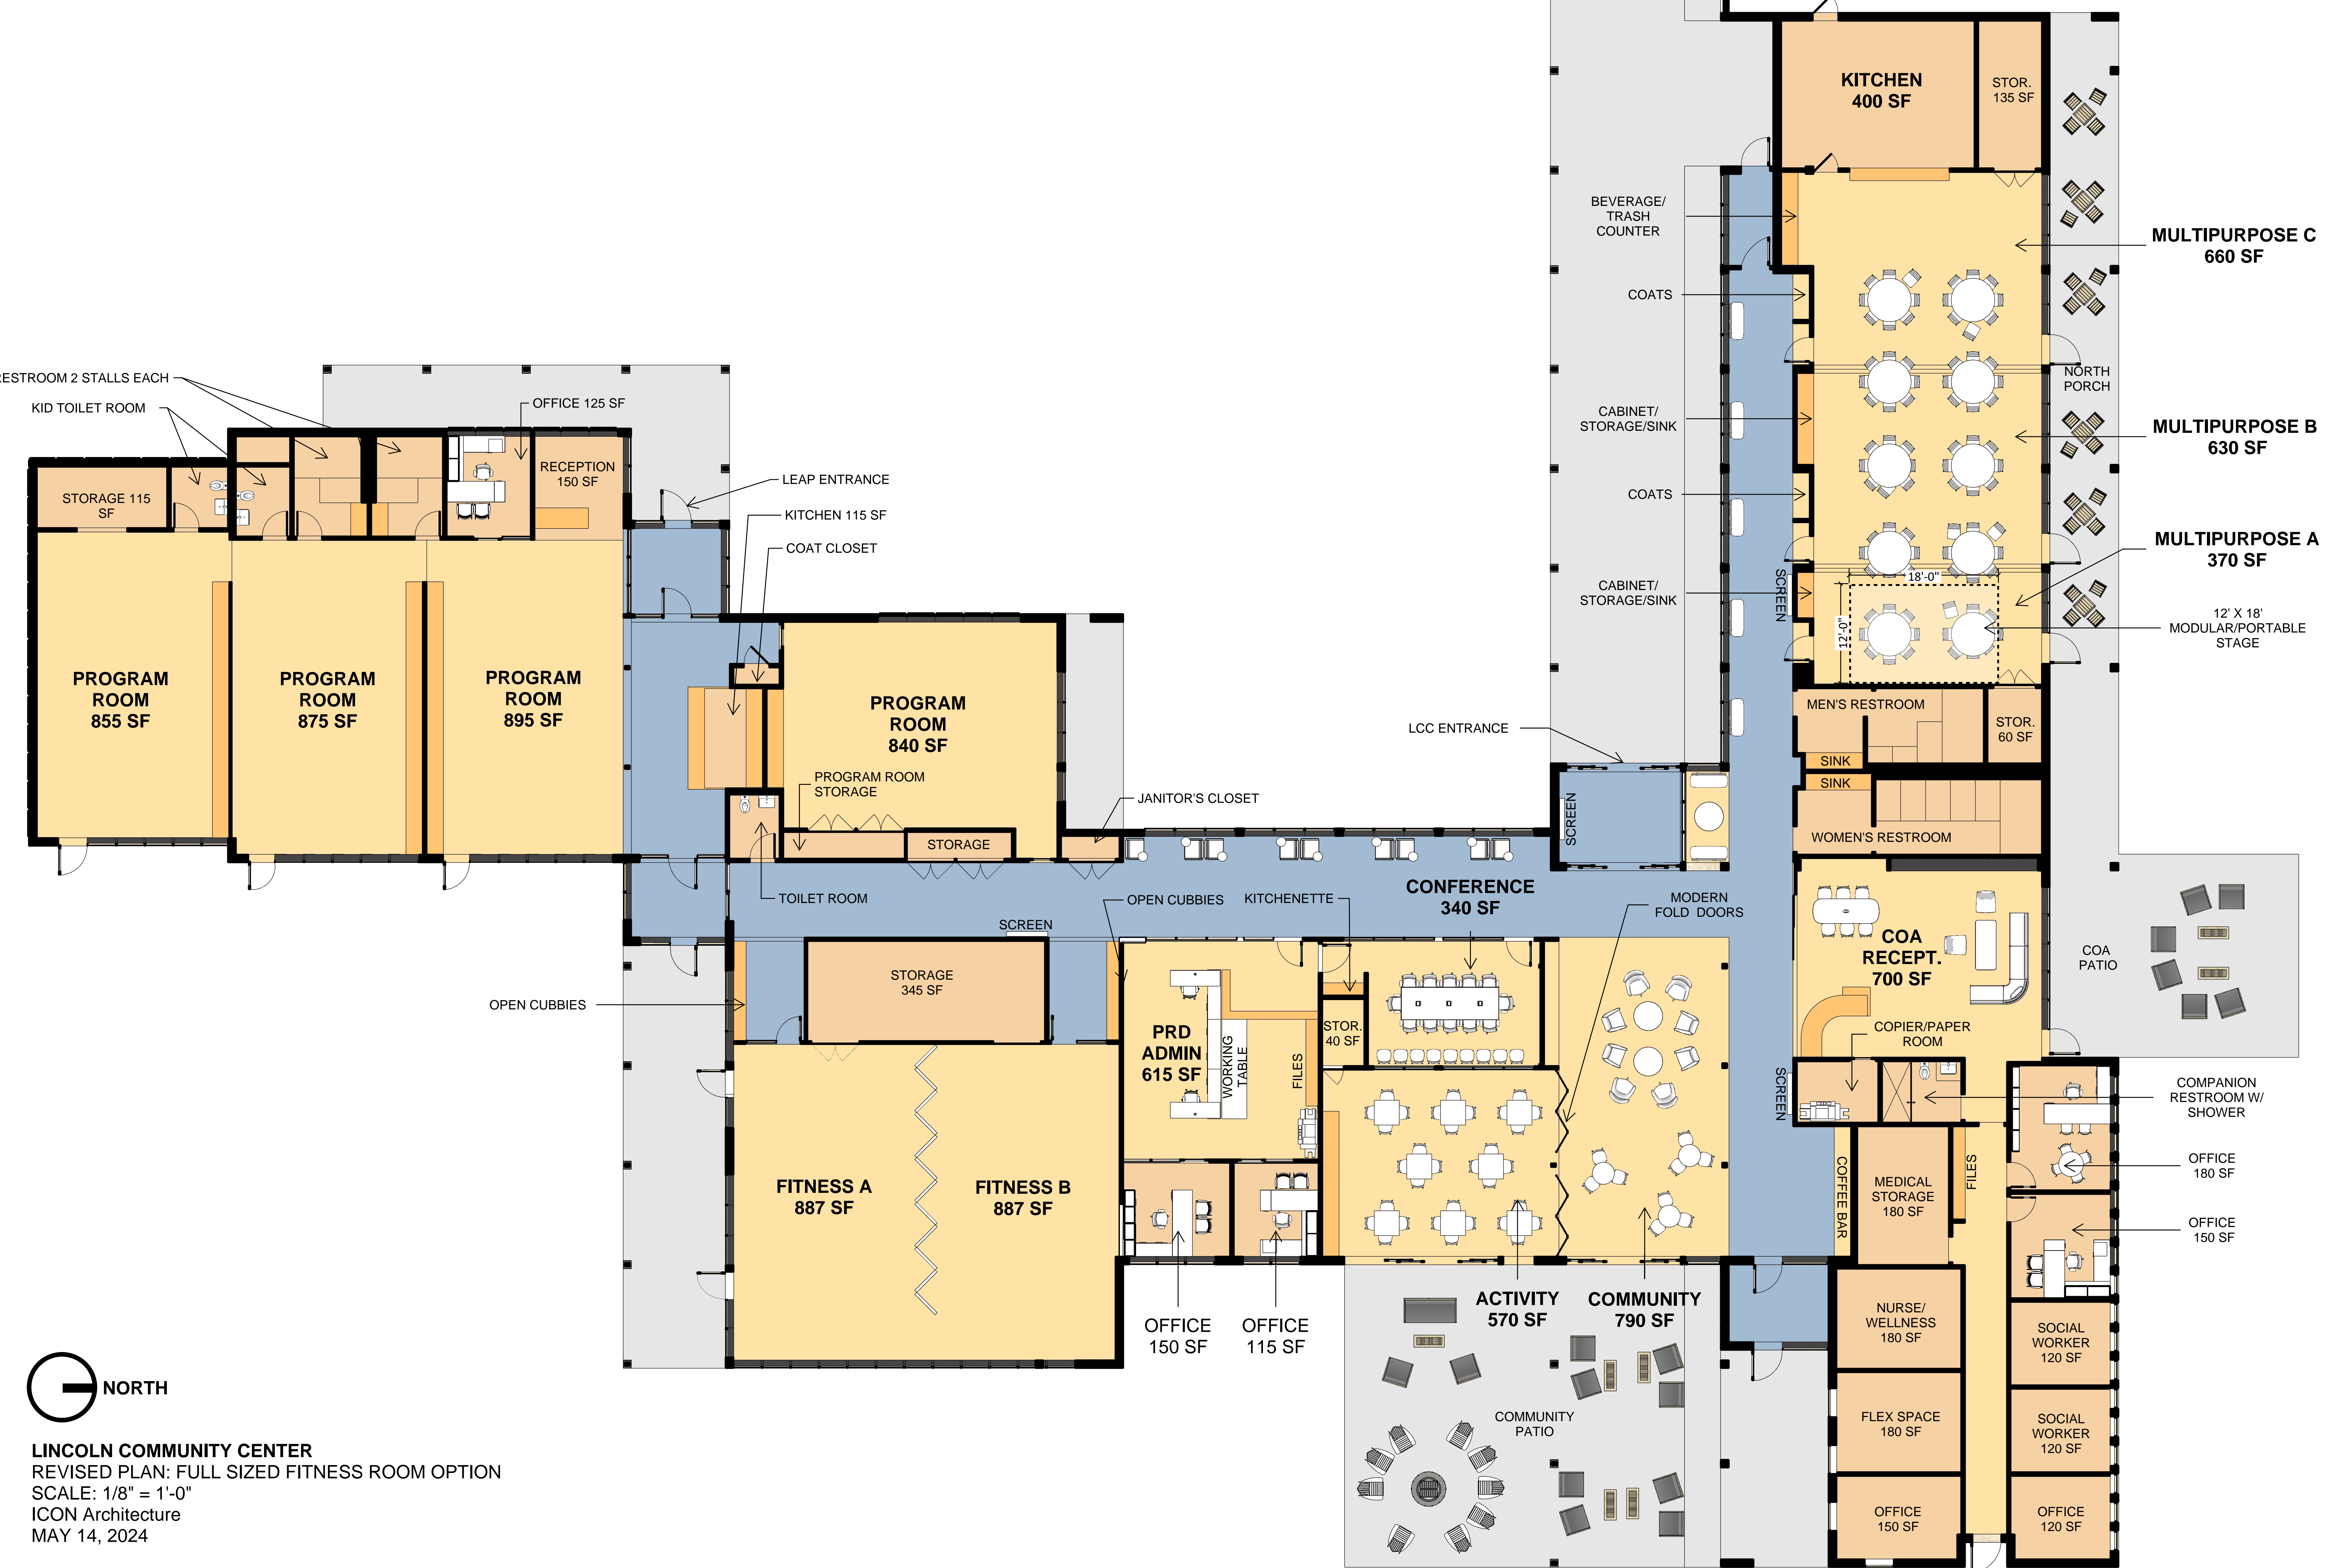 KITCHEN
400 SF
STOR.
135 SF
BEVERAGE/
TRASH
COUNTER
MULTIPURPOSE C
660 SF
COATS
NORTH
PORCH
CABINET/
STORAGE/SINK
MULTIPURPOSE B
630 SF
COATS
MULTIPURPOSE A
370 SF
18'-0"
12'-0"
SCREEN
CABINET/
STORAGE/SINK
12' X 18'
MODULAR/PORTABLE
STAGE
RESTROOM 2 STALLS EACH
KID TOILET ROOM
OFFICE 125 SF
RECEPTION
150 SF
STORAGE 115
SF
LEAP ENTRANCE
KITCHEN 115 SF
COAT CLOSET
PROGRAM
ROOM
855 SF
PROGRAM
ROOM
875 SF
PROGRAM
ROOM
895 SF
PROGRAM
ROOM
840 SF
PROGRAM ROOM
STORAGE
STORAGE
JANITOR'S CLOSET
TOILET ROOM
LCC ENTRANCE
SCREEN
MEN'S RESTROOM
STOR.
60 SF
SINK
SINK
WOMEN'S RESTROOM
CONFERENCE
340 SF
OPEN CUBBIES
KITCHENETTE
MODERN
FOLD DOORS
SCREEN
STORAGE
345 SF
OPEN CUBBIES
COA
RECEPT.
700 SF
COA
PATIO
PRD
ADMIN
615 SF
WORKING
TABLE
FILES
STOR.
40 SF
COPIER/PAPER
ROOM
SCREEN
COMPANION
RESTROOM W/
SHOWER
FITNESS A
887 SF
FITNESS B
887 SF
COFFEE BAR
MEDICAL
STORAGE
180 SF
FILES
OFFICE
180 SF
OFFICE
150 SF
OFFICE
150 SF
OFFICE
115 SF
ACTIVITY
570 SF
COMMUNITY
790 SF
NURSE/
WELLNESS
180 SF
SOCIAL
WORKER
120 SF
COMMUNITY
PATIO
FLEX SPACE
180 SF
SOCIAL
WORKER
120 SF
OFFICE
150 SF
OFFICE
120 SF
NORTH
LINCOLN COMMUNITY CENTER
REVISED PLAN: FULL SIZED FITNESS ROOM OPTION
SCALE: 1/8" = 1'-0"
ICON Architecture
MAY 14, 2024